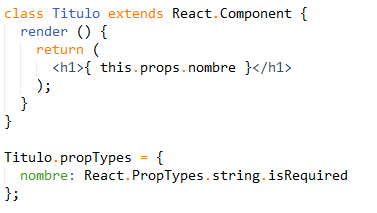 class Titulo extends React.Component {
  render () {
    return (
      <h1>{ this.props.nombre }</h1>
    );
  }
}

Titulo.propTypes = {
  nombre: React.PropTypes.string.isRequired
};